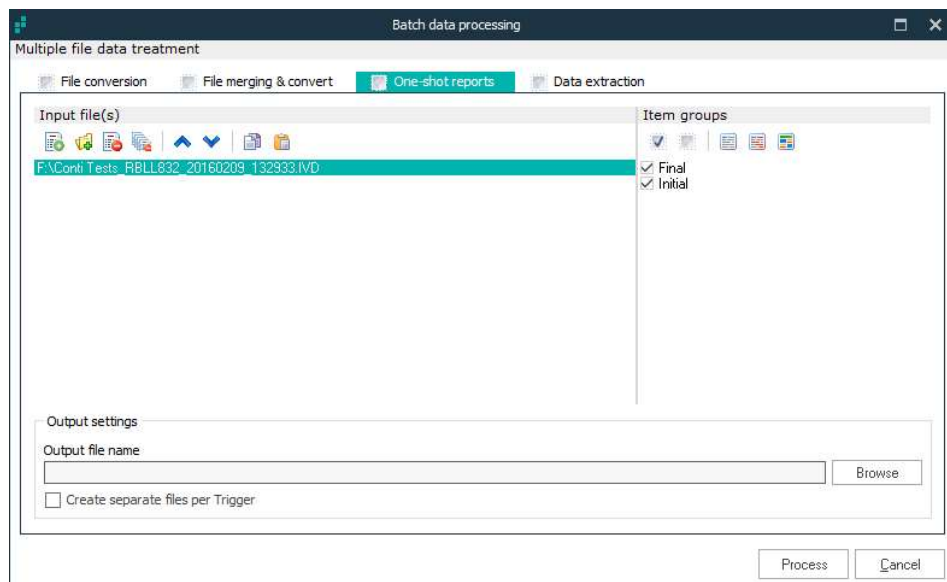 Batch data processing
Multiple file data treatment
File conversion
File merging & convert
One-shot reports
Data extraction
Input file(s)
Item groups
F:\Conti Tests_RBLL832_20160209_132933.IVD
Final
Initial
Output settings
Output file name
Browse
Create separate files per Trigger
Process
Cancel